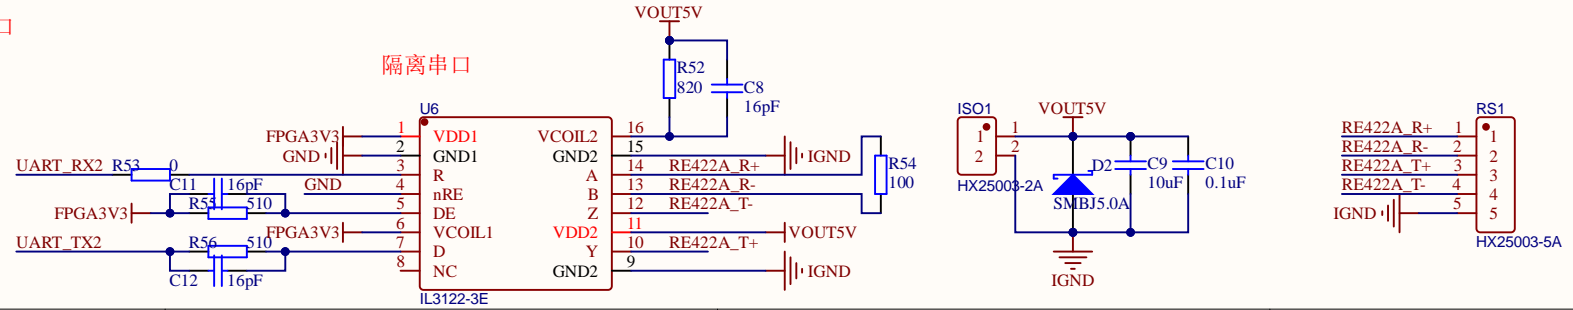 口
隔离串口
VOUT5V
R52
820
C8
16pF
U6
FPGA3V3
1
VDD1
VCOIL2
16
GND
2
GND1
GND2
15
IGND
UART_RX2
R53
0
3
R
A
14
RE422A_R+
R54
100
C11
16pF
GND
4
nRE
B
13
RE422A_R-
FPGA3V3
R55
510
5
DE
Z
12
RE422A_T-
FPGA3V3
6
VCOIL1
VDD2
11
VOUT5V
UART_TX2
R56
510
7
D
Y
10
RE422A_T+
C12
16pF
8
NC
GND2
9
IGND
IL3122-3E
ISO1
VOUT5V
1
1
2
2
HX25003-2A
D2
SMBJ5.0A
C9
10uF
C10
0.1uF
IGND
RS1
RE422A_R+
1
1
RE422A_R-
2
2
RE422A_T+
3
3
RE422A_T-
4
4
IGND
5
5
HX25003-5A